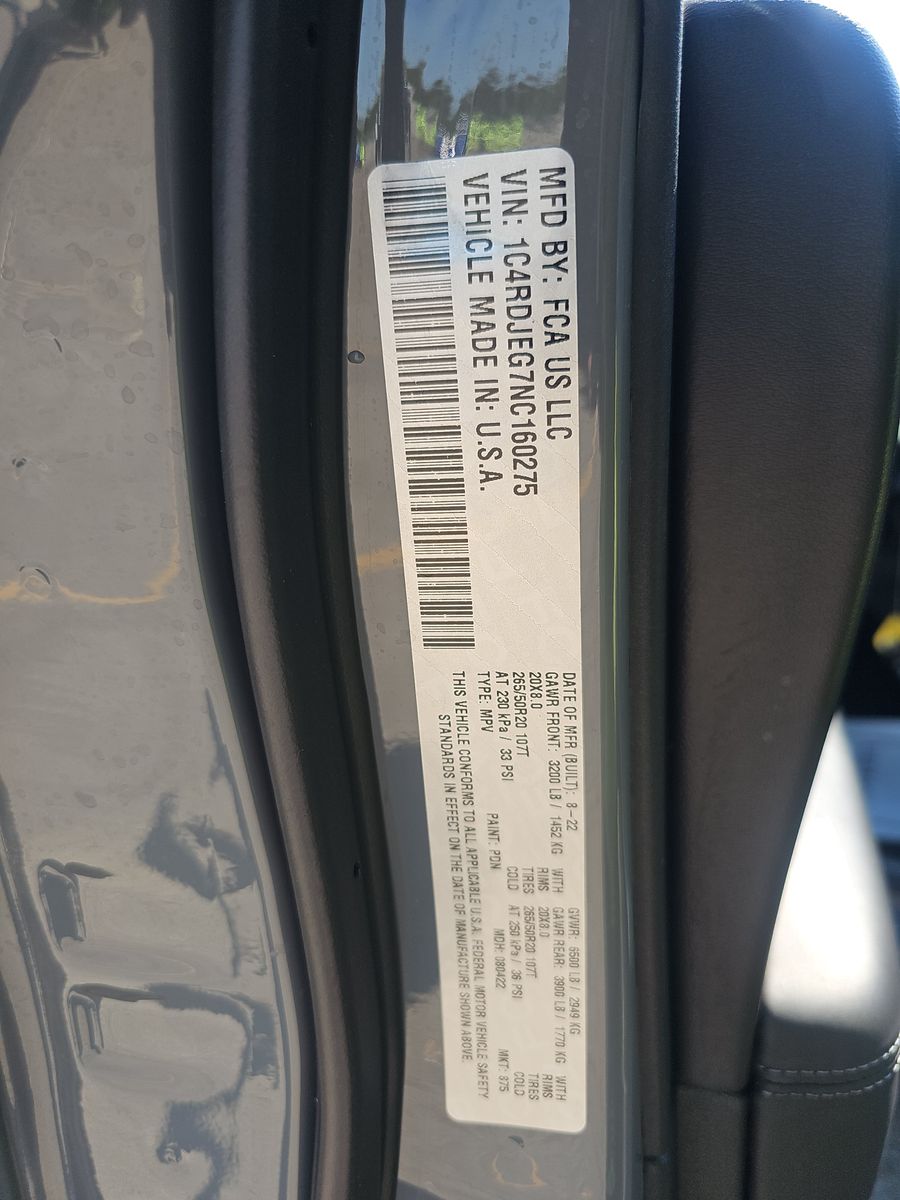 MFD BY: FCA US LLC
VIN: 1C4RDJEG7NC160275
VEHICLE MADE IN: U.S.A.
DATE OF MFR (BUILT): 8-22 GVWR: 6500 LB / 2949 KG
GAWR FRONT: 3200 LB / 1452 KG WITH GAWR REAR: 3900 LB / 1770 KG WITH
20X8.0 RIMS 20X8.0 RIMS
265/50R20 107T TIRES 265/50R20 107T TIRES
AT 230 kPa / 33 PSI COLD AT 250 kPa / 36 PSI COLD
TYPE: MPV PAINT: PDN MDH: 080422 MKT: 875
THIS VEHICLE CONFORMS TO ALL APPLICABLE U.S.A. FEDERAL MOTOR VEHICLE SAFETY
STANDARDS IN EFFECT ON THE DATE OF MANUFACTURE SHOWN ABOVE.